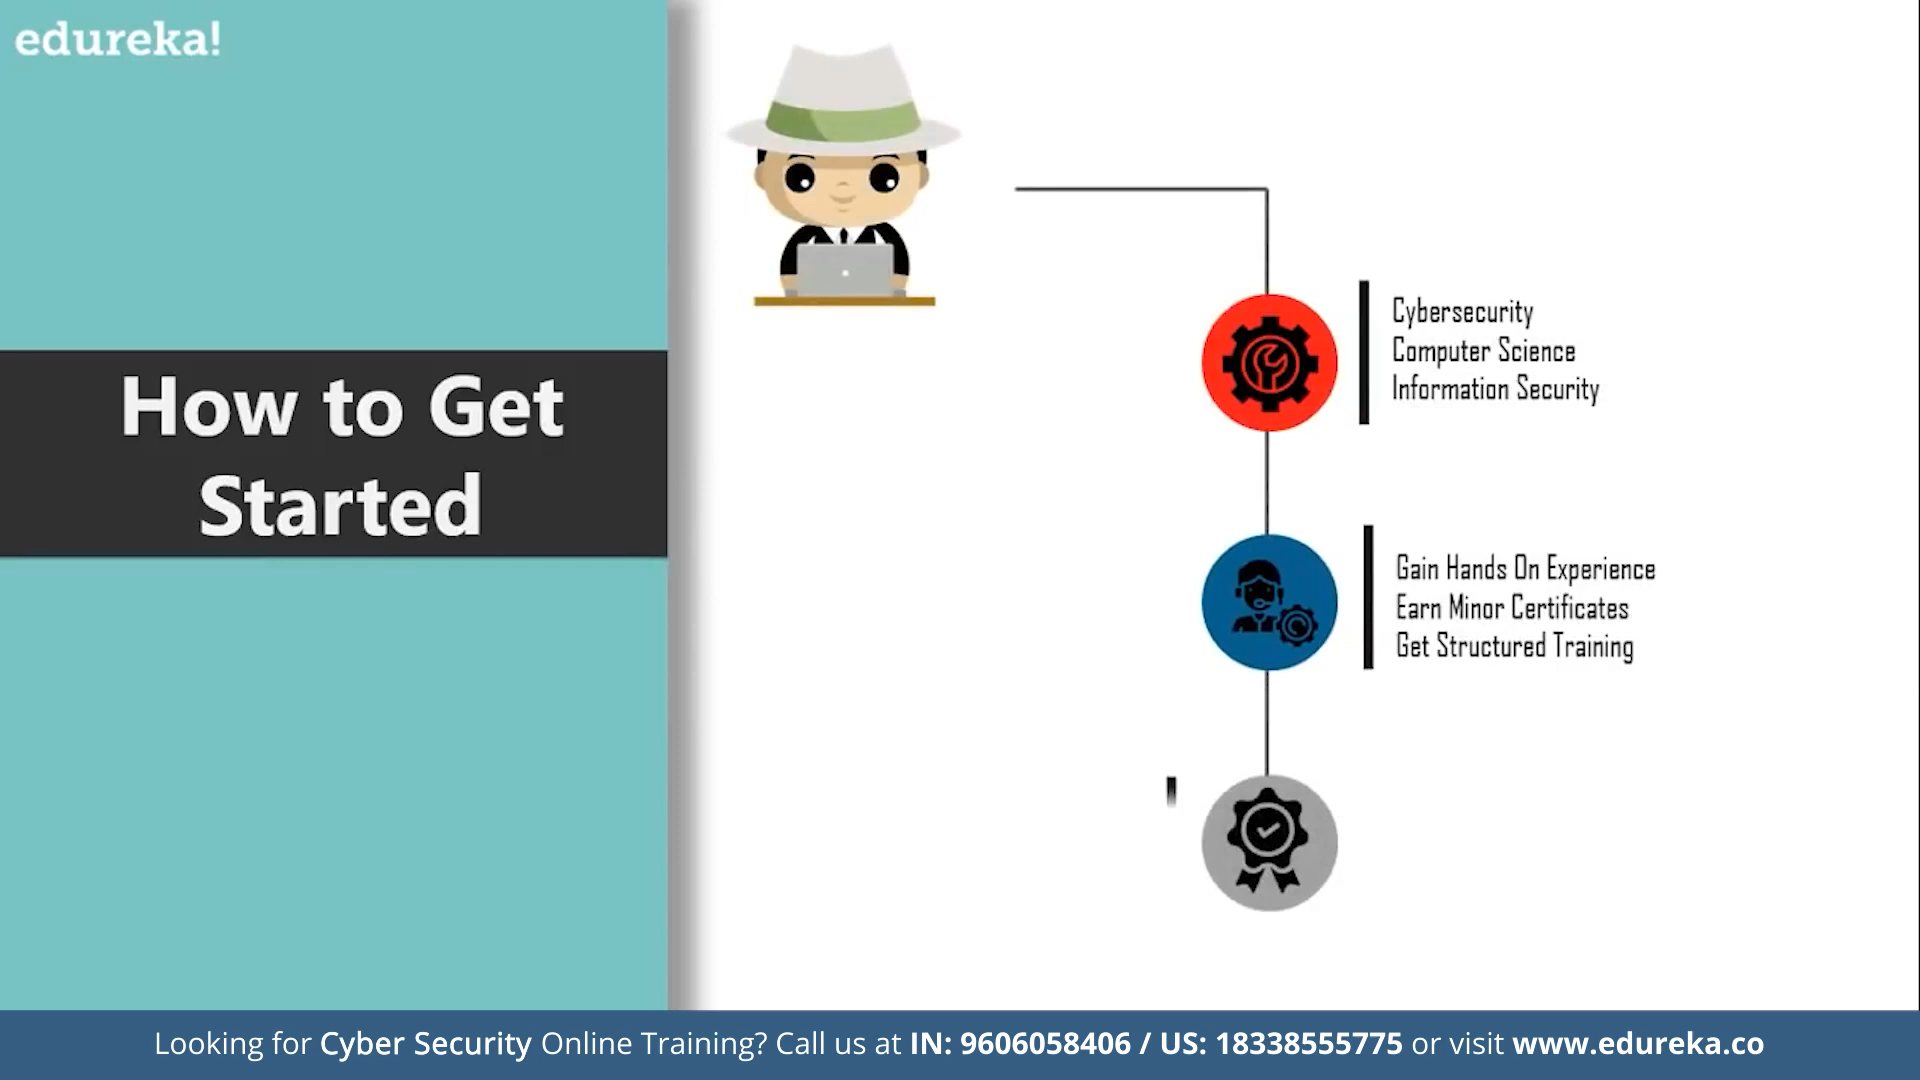 edureka!
How to Get
Started
Cybersecurity
Computer Science
Information Security
Gain Hands On Experience
Earn Minor Certificates
Get Structured Training
Looking for Cyber Security Online Training? Call us at IN: 9606058406 / US: 18338555775 or visit www.edureka.co